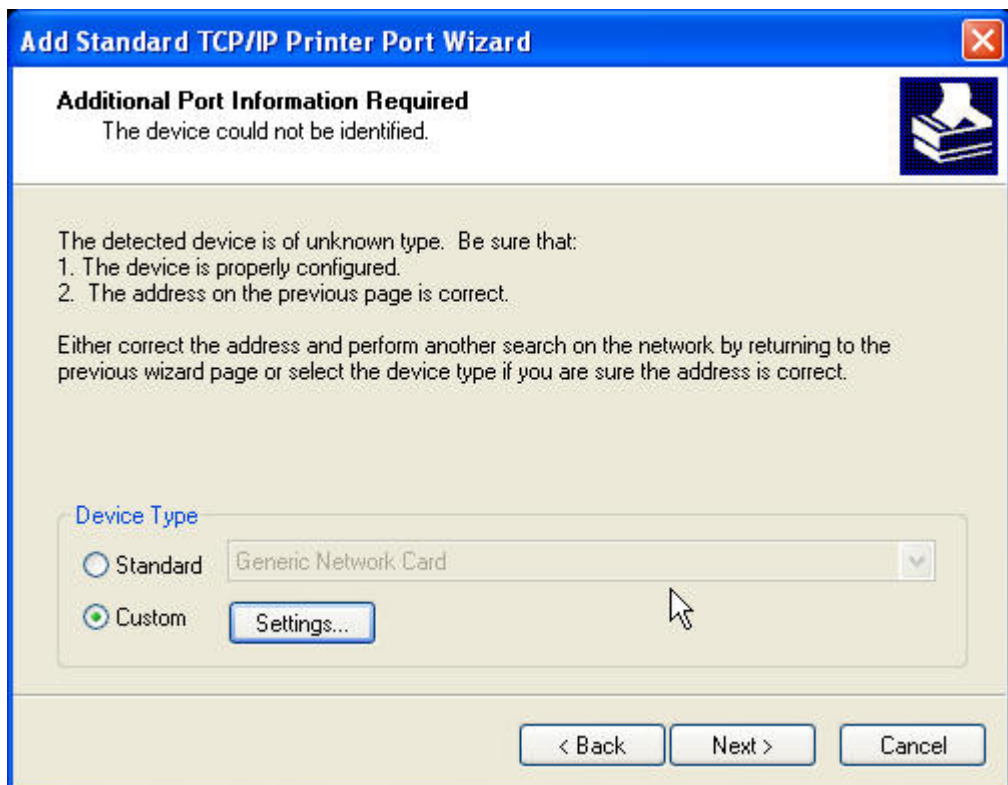 Add Standard TCP/IP Printer Port Wizard
Additional Port Information Required
The device could not be identified.
The detected device is of unknown type.  Be sure that:
1. The device is properly configured.
2.  The address on the previous page is correct.
Either correct the address and perform another search on the network by returning to the
previous wizard page or select the device type if you are sure the address is correct.
Device Type
Standard
Generic Network Card
Custom
Settings...
< Back
Next >
Cancel